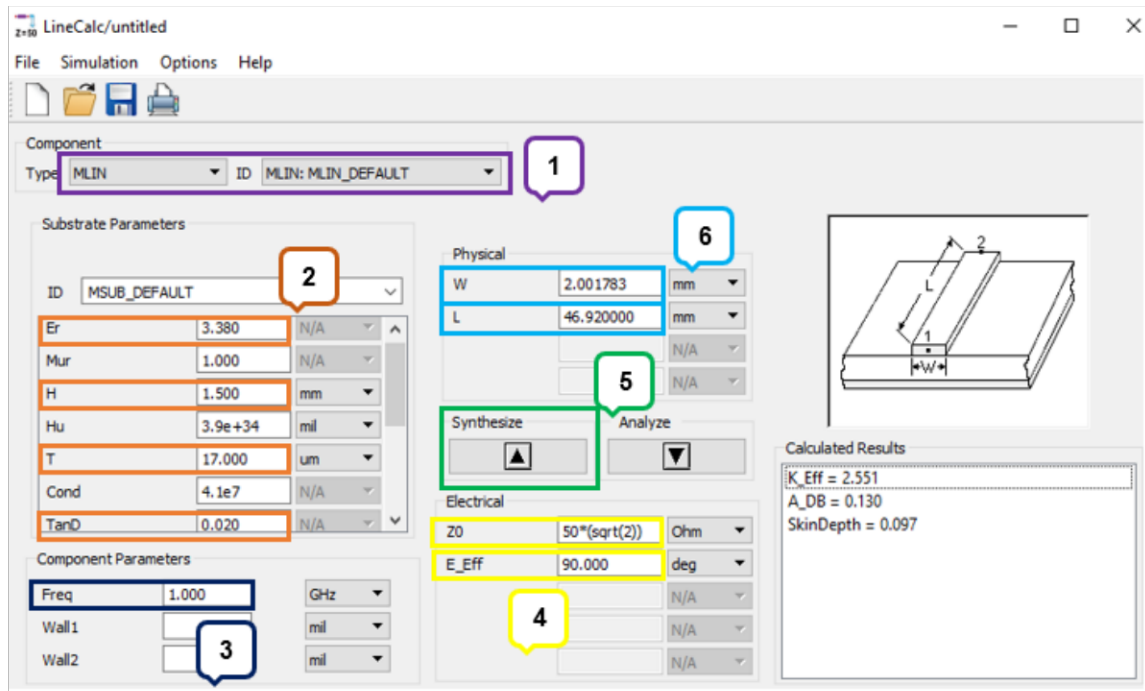 Z=50 LineCalc/untitled
File Simulation Options Help
Component
Type MLIN ID MLIN: MLIN_DEFAULT
1
Substrate Parameters
2
ID MSUB_DEFAULT
Er 3.380 N/A
Mur 1.000 N/A
H 1.500 mm
Hu 3.9e+34 mil
T 17.000 um
Cond 4.1e7 N/A
TanD 0.020 N/A
Component Parameters
Freq 1.000 GHz
Wall1 mil
Wall2 mil
3
6
Physical
W 2.001783 mm
L 46.920000 mm
N/A
N/A
5
Synthesize Analyze
Electrical
Z0 50*(sqrt(2)) Ohm
E_Eff 90.000 deg
N/A
N/A
N/A
4
2
L
1
W
Calculated Results
K_Eff = 2.551
A_DB = 0.130
SkinDepth = 0.097